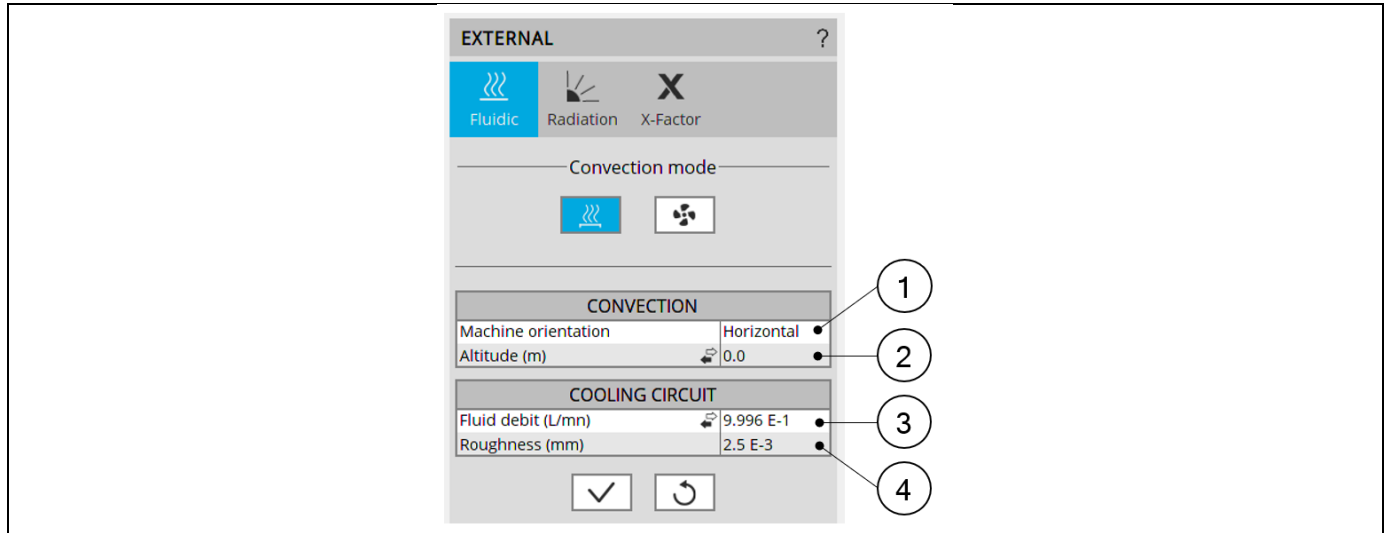 EXTERNAL ?
Fluidic Radiation X-Factor
Convection mode
CONVECTION
Machine orientation Horizontal
Altitude (m) 0.0
COOLING CIRCUIT
Fluid debit (L/mn) 9.996 E-1
Roughness (mm) 2.5 E-3
1
2
3
4